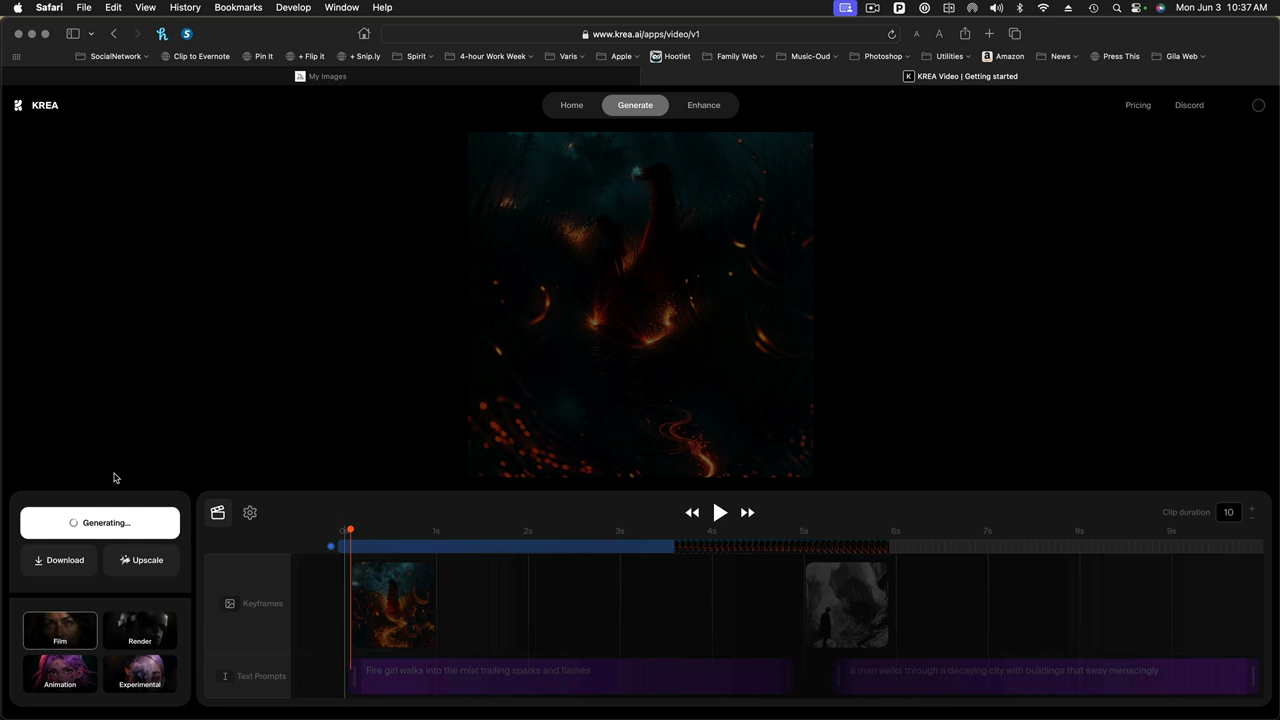 Safari File Edit View History Bookmarks Develop Window Help Mon Jun 3 10:37 AM
www.krea.ai/apps/video/v1
SocialNetwork Clip to Evernote Pin It + Flip it + Snip.ly Spirit 4-hour Work Week Varis Apple Hootlet Family Web Music-Oud Photoshop Utilities Amazon News Press This Gila Web
My Images KREA Video | Getting started
KREA Home Generate Enhance Pricing Discord
Generating...
Download Upscale
Film Render
Animation Experimental
Clip duration 10
1s 2s 3s 4s 5s 6s 7s 8s 9s
Keyframes
Text Prompts
Fire girl walks into the mist trailing sparks and flames
a man walks through a decaying city with buildings that sway menacingly